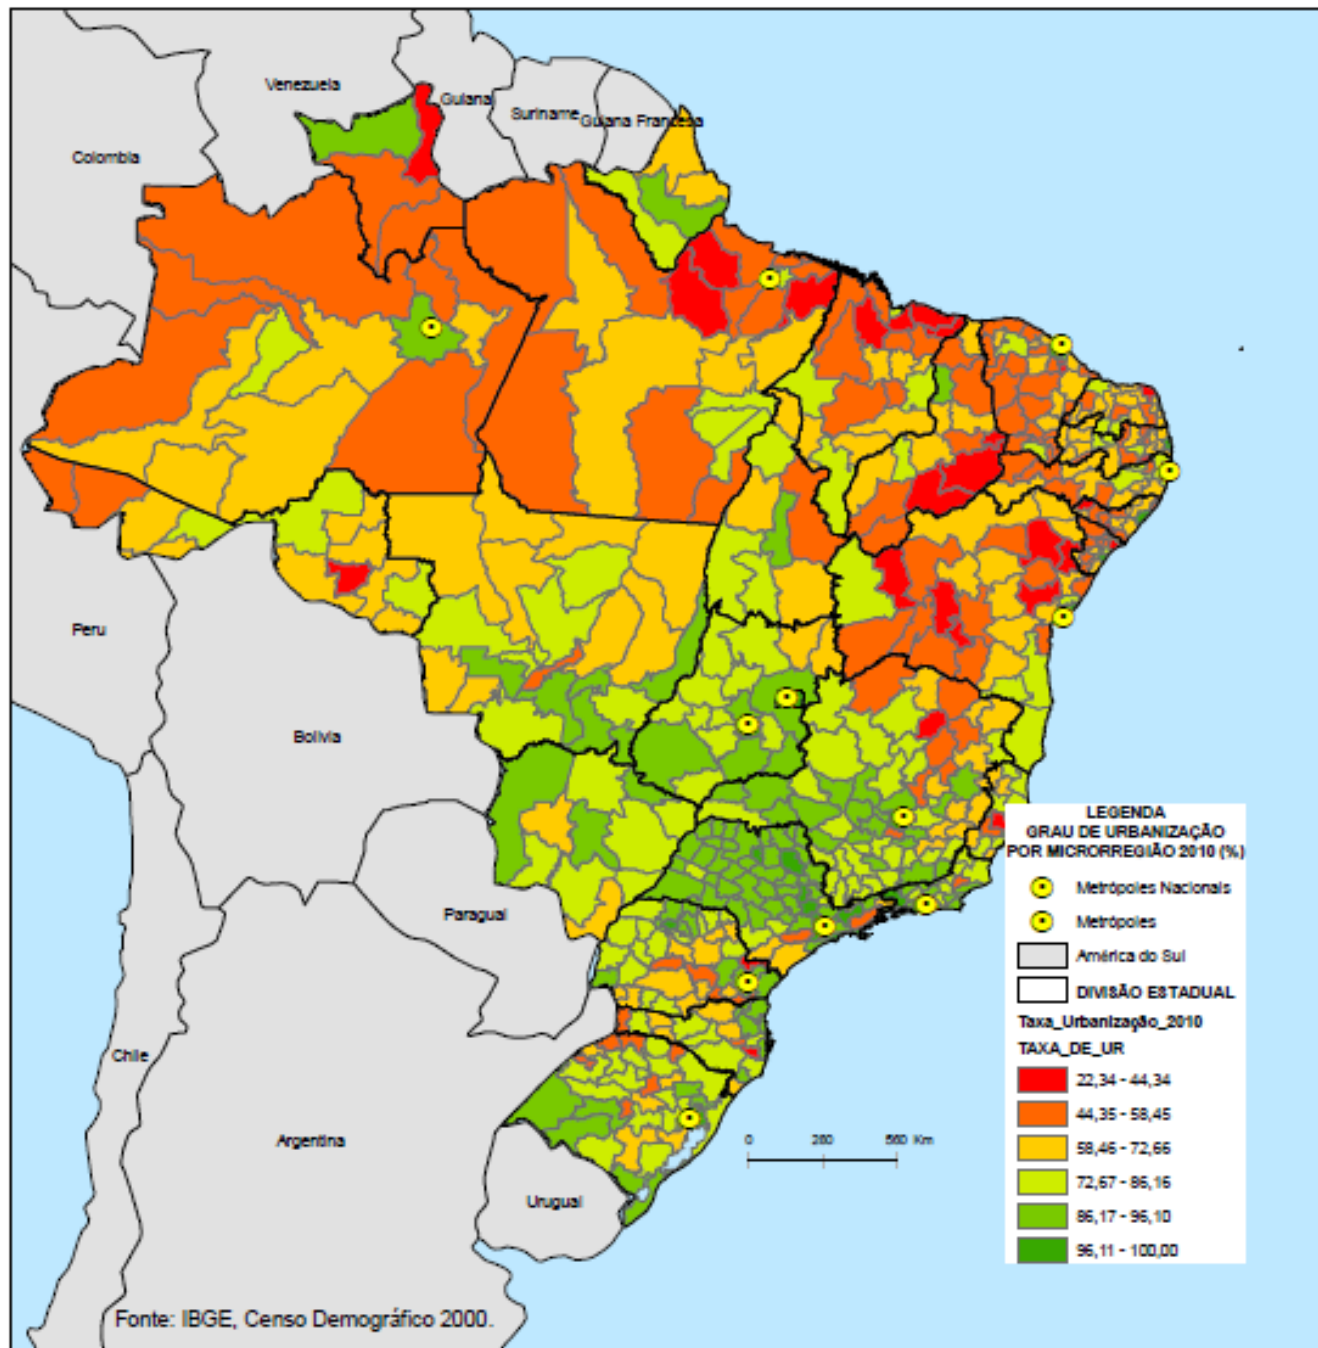 Venezuela
Guiana
Suriname
Guiana Francesa
Colombia
Peru
Bolivia
Paraguai
Chile
Argentina
Uruguai
LEGENDA
GRAU DE URBANIZAÇÃO
POR MICRORREGIÃO 2010 (%)
Metrópoles Nacionais
Metrópoles
América do Sul
DIVISÃO ESTADUAL
Taxa_Urbanização_2010
TAXA_DE_UR
22,34 - 44,34
44,35 - 58,45
58,46 - 72,66
72,67 - 86,16
86,17 - 96,10
96,11 - 100,00
0 280 560 Km
Fonte: IBGE, Censo Demográfico 2000.